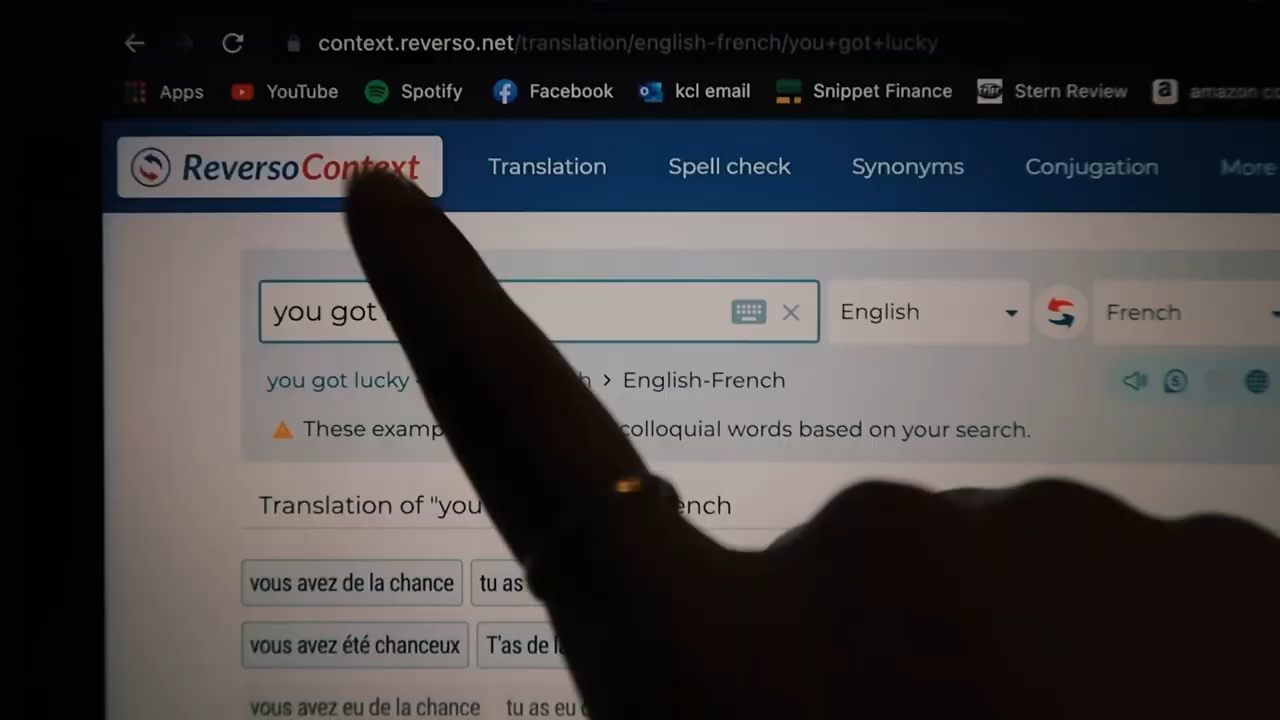 context.reverso.net/translation/english-french/you+got+lucky
Apps YouTube Spotify Facebook kcl email Snippet Finance Stern Review amazon
ReversoContext Translation Spell check Synonyms Conjugation More
you got English French
you got lucky > English-French
These colloquial words based on your search.
Translation of "you
vous avez de la chance tu as
vous avez été chanceux T'as de
vous avez eu de la chance tu as eu